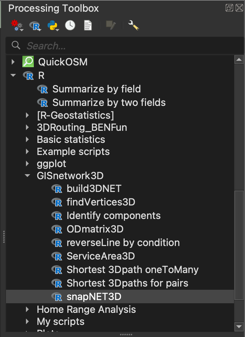 Processing Toolbox
Search...
QuickOSM
R
Summarize by field
Summarize by two fields
[R-Geostatistics]
3DRouting_BENFun
Basic statistics
Example scripts
ggplot
GISnetwork3D
build3DNET
findVertices3D
Identify components
ODmatrix3D
reverseLine by condition
ServiceArea3D
Shortest 3Dpath oneToMany
Shortest 3Dpaths for pairs
snapNET3D
Home Range Analysis
My scripts